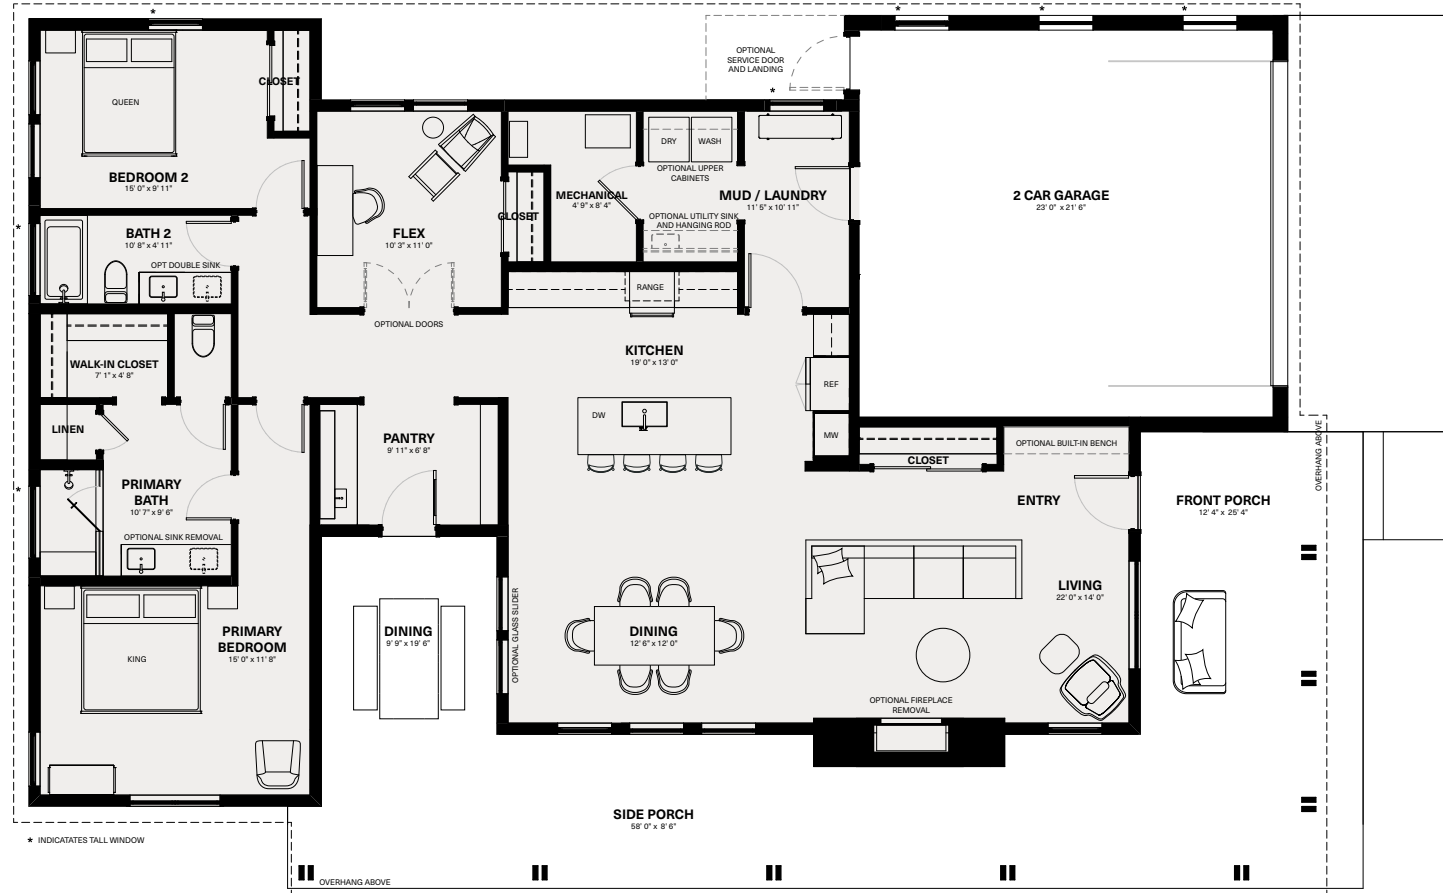 *
*
*
*
OPTIONAL
SERVICE DOOR
AND LANDING
*
CLOSET
QUEEN
BEDROOM 2
15' 0" x 9' 11"
DRY
WASH
OPTIONAL UPPER
CABINETS
MECHANICAL
4' 9" x 8' 4"
MUD / LAUNDRY
11' 5" x 10' 11"
2 CAR GARAGE
23' 0" x 21' 6"
CLOSET
OPTIONAL UTILITY SINK
AND HANGING ROD
*
BATH 2
10' 8" x 4' 11"
OPT DOUBLE SINK
FLEX
10' 3" x 11' 0"
RANGE
OPTIONAL DOORS
KITCHEN
19' 0" x 13' 0"
WALK-IN CLOSET
7' 1" x 4' 8"
REF
DW
MW
LINEN
PANTRY
9' 11" x 6' 8"
OPTIONAL BUILT-IN BENCH
CLOSET
OVERHANG ABOVE
*
PRIMARY
BATH
10' 7" x 9' 6"
OPTIONAL SINK REMOVAL
ENTRY
FRONT PORCH
12' 4" x 25' 4"
LIVING
22' 0" x 14' 0"
OPTIONAL GLASS SLIDER
PRIMARY
BEDROOM
15' 0" x 11' 8"
KING
DINING
9' 9" x 19' 6"
DINING
12' 6" x 12' 0"
OPTIONAL FIREPLACE
REMOVAL
SIDE PORCH
58' 0" x 8' 6"
* INDICATATES TALL WINDOW
OVERHANG ABOVE